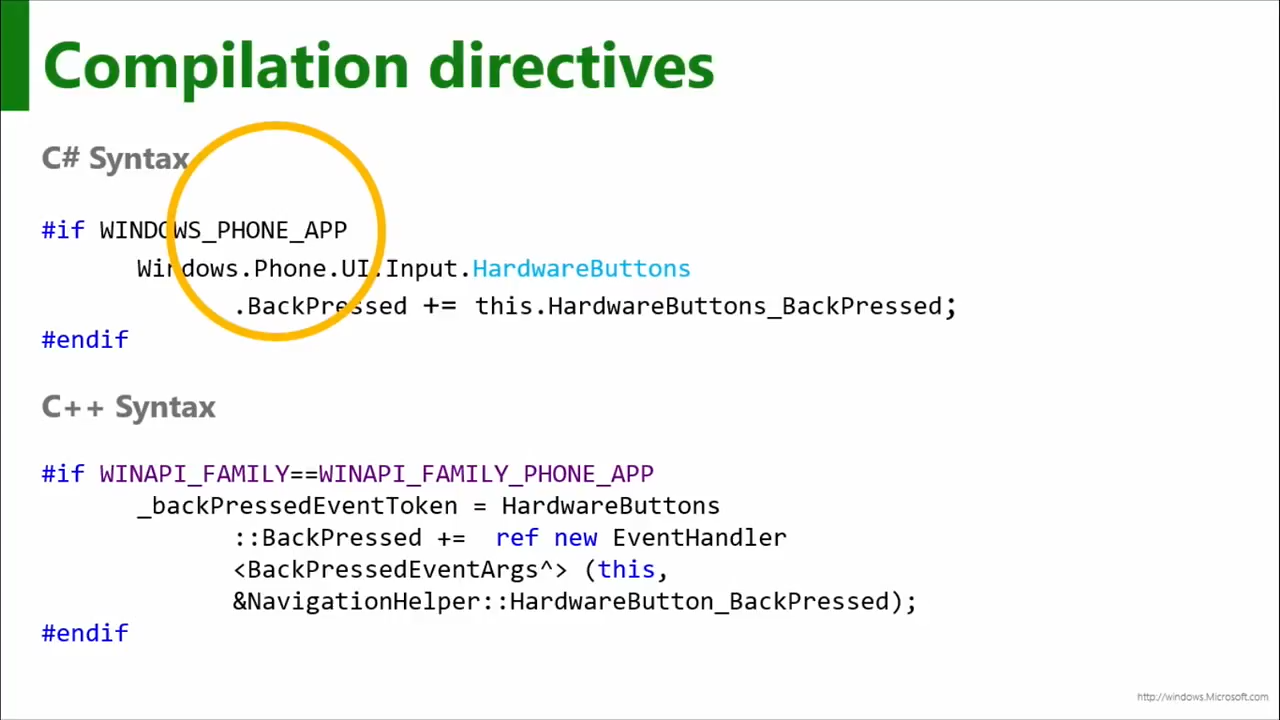 Compilation directives
C# Syntax
#if WINDOWS_PHONE_APP
Windows.Phone.UI.Input.HardwareButtons
.BackPressed += this.HardwareButtons_BackPressed;
#endif
C++ Syntax
#if WINAPI_FAMILY==WINAPI_FAMILY_PHONE_APP
_backPressedEventToken = HardwareButtons
::BackPressed += ref new EventHandler
<BackPressedEventArgs^> (this,
&NavigationHelper::HardwareButton_BackPressed);
#endif
http://windows.Microsoft.com